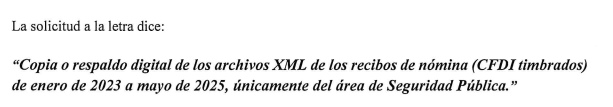 La solicitud a la letra dice:
“Copia o respaldo digital de los archivos XML de los recibos de nómina (CFDI timbrados)
de enero de 2023 a mayo de 2025, únicamente del área de Seguridad Pública.”